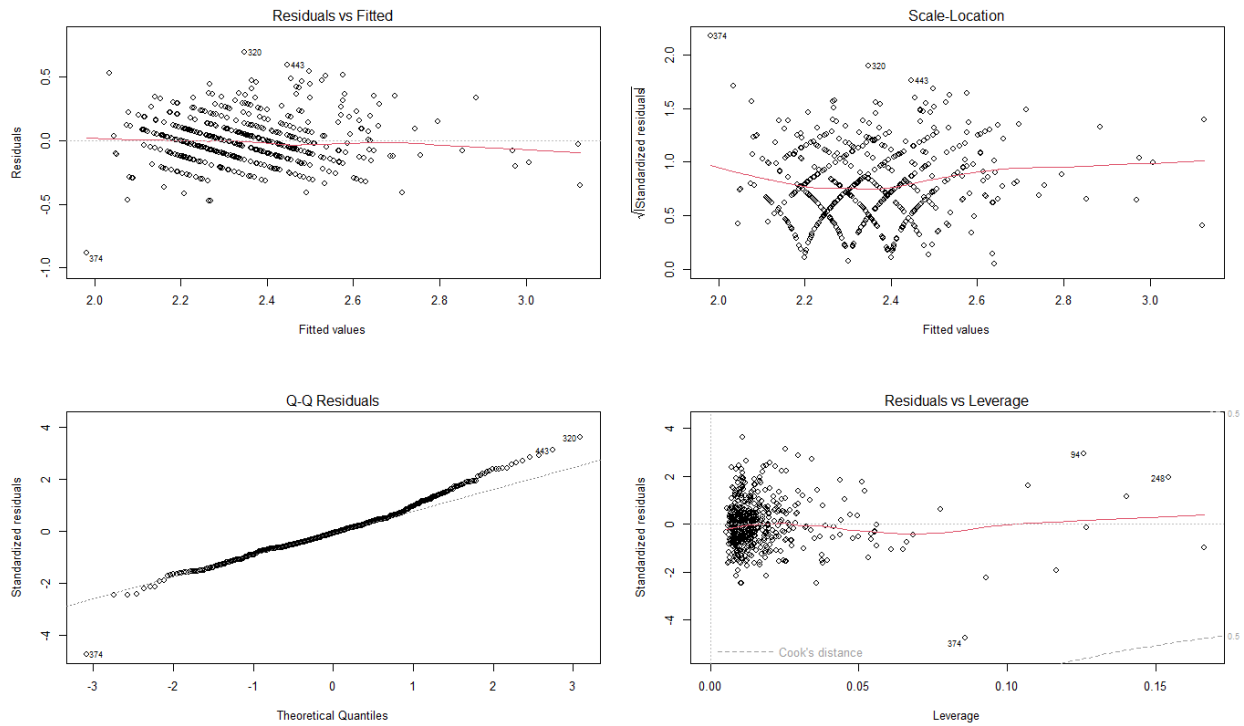 Residuals vs Fitted
Residuals
0.5
0.0
-0.5
-1.0
320
443
374
2.0 2.2 2.4 2.6 2.8 3.0
Fitted values
Scale-Location
√|Standardized residuals|
2.0
1.5
1.0
0.5
0.0
374
320
443
2.0 2.2 2.4 2.6 2.8 3.0
Fitted values
Q-Q Residuals
Standardized residuals
4
2
0
-2
-4
320
443
374
-3 -2 -1 0 1 2 3
Theoretical Quantiles
Residuals vs Leverage
Standardized residuals
4
2
0
-2
-4
0.5
94
248
374
0.5
Cook's distance
0.00 0.05 0.10 0.15
Leverage